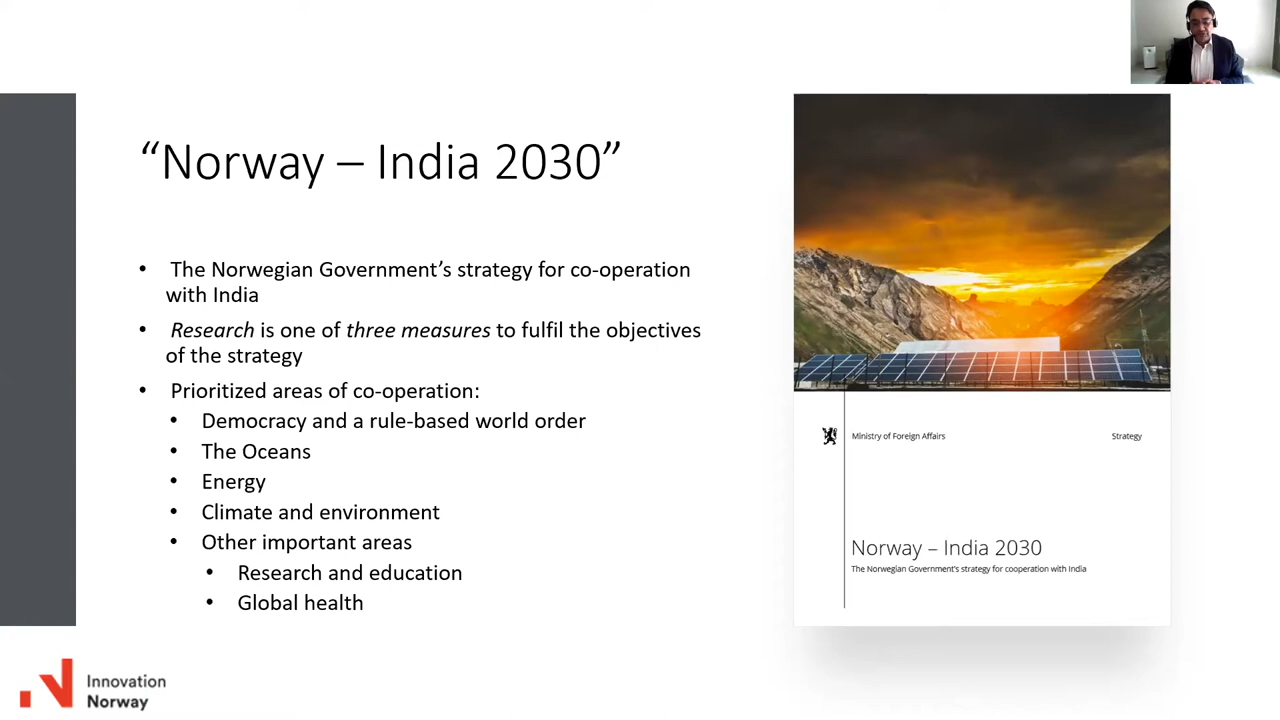 “Norway – India 2030”
• The Norwegian Government’s strategy for co-operation
with India
• Research is one of three measures to fulfil the objectives
of the strategy
• Prioritized areas of co-operation:
• Democracy and a rule-based world order
• The Oceans
• Energy
• Climate and environment
• Other important areas
• Research and education
• Global health
Ministry of Foreign Affairs
Strategy
Norway – India 2030
The Norwegian Government's strategy for cooperation with India
Innovation
Norway